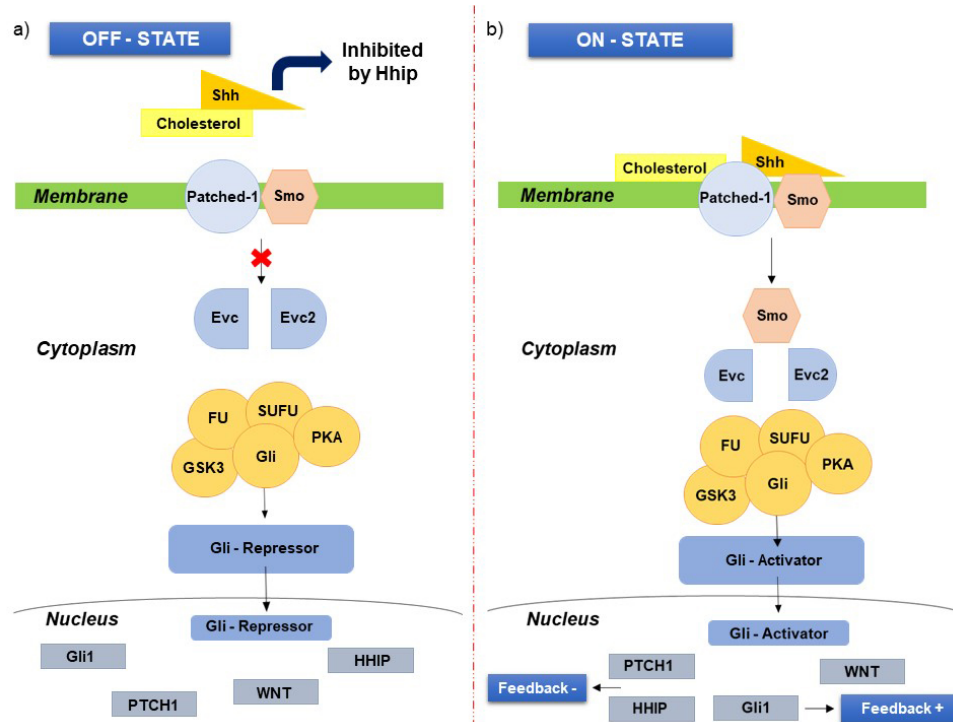 a)
OFF - STATE
Inhibited
by Hhip
Shh
Cholesterol
Membrane
Patched-1
Smo
Evc
Evc2
Cytoplasm
FU
SUFU
PKA
GSK3
Gli
Gli - Repressor
Nucleus
Gli - Repressor
Gli1
HHIP
PTCH1
WNT
b)
ON - STATE
Cholesterol
Shh
Membrane
Patched-1
Smo
Smo
Cytoplasm
Evc
Evc2
FU
SUFU
PKA
GSK3
Gli
Gli - Activator
Nucleus
Gli - Activator
PTCH1
WNT
Feedback -
HHIP
Gli1
Feedback +